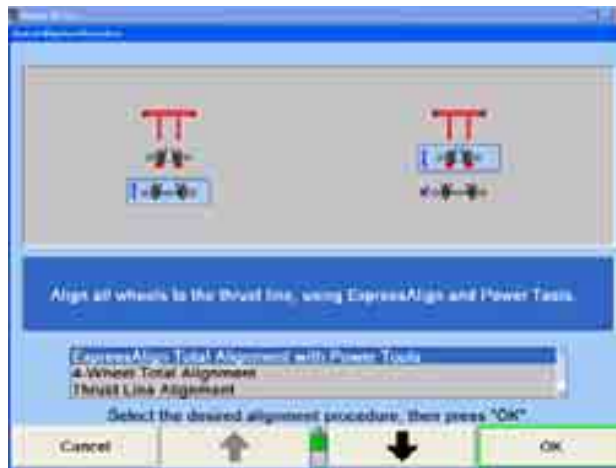 Align all wheels to the thrust line, using ExpressAlign and Power Tools.
ExpressAlign Total Alignment with Power Tools
4-Wheel Total Alignment
Thrust Line Alignment
Select the desired alignment procedure, then press "OK"
Cancel
OK